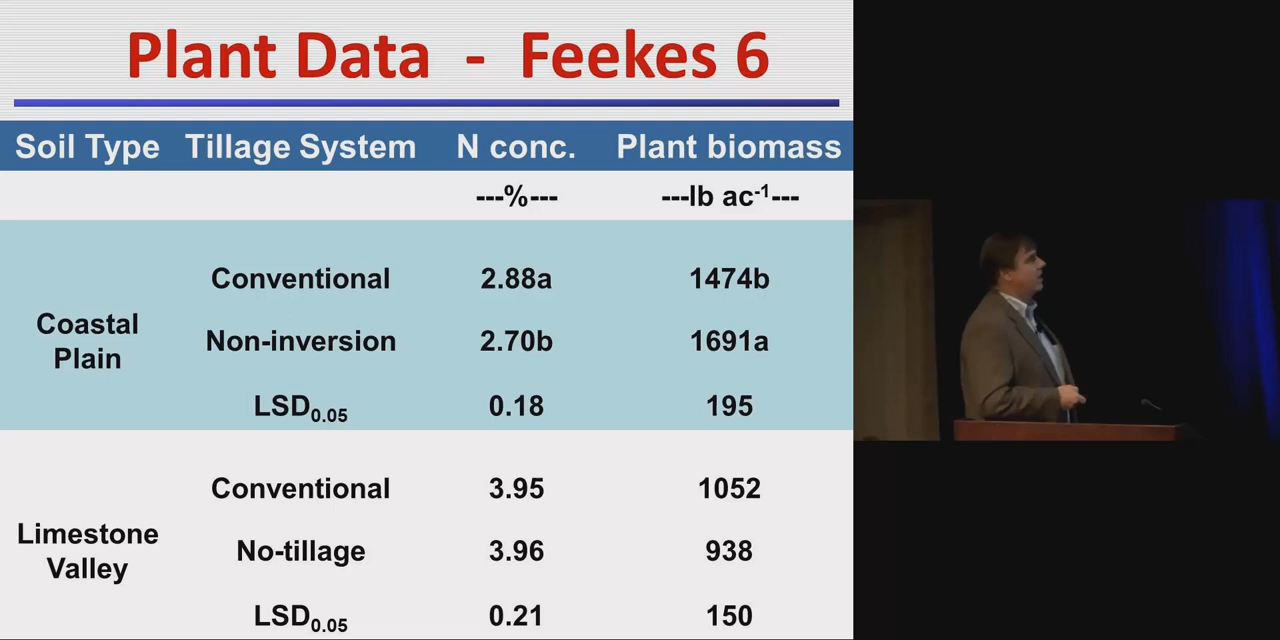 Plant Data - Feekes 6
Soil Type Tillage System N conc. Plant biomass
---%--- ---lb ac-1---
Coastal Plain
Conventional 2.88a 1474b
Non-inversion 2.70b 1691a
LSD0.05 0.18 195
Limestone Valley
Conventional 3.95 1052
No-tillage 3.96 938
LSD0.05 0.21 150